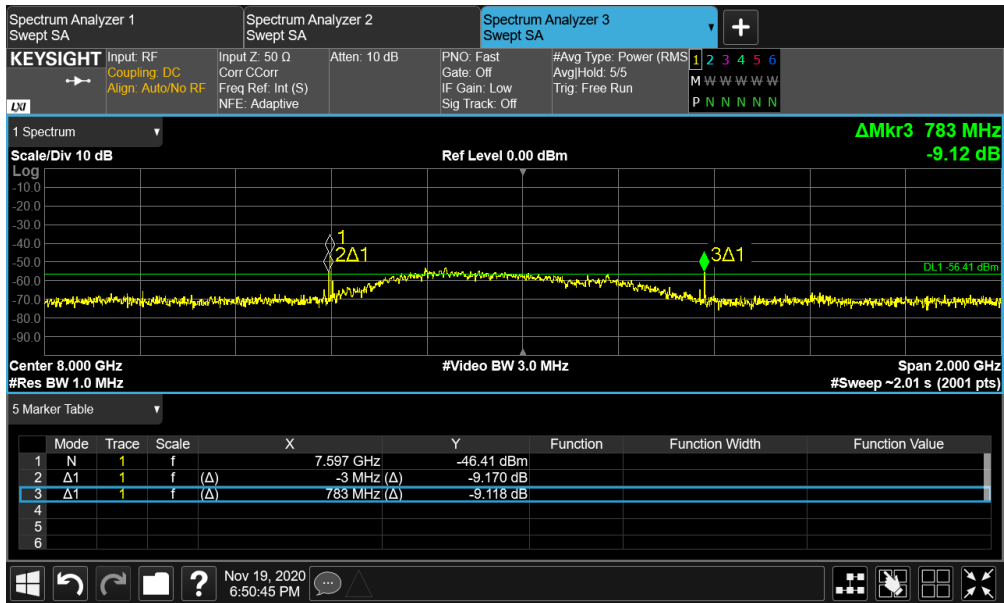 Spectrum Analyzer 1
Swept SA
Spectrum Analyzer 2
Swept SA
Spectrum Analyzer 3
Swept SA
KEYSIGHT
LXI
Input: RF
Coupling: DC
Align: Auto/No RF
Input Z: 50 Ω
Corr CCorr
Freq Ref: Int (S)
NFE: Adaptive
Atten: 10 dB
PNO: Fast
Gate: Off
IF Gain: Low
Sig Track: Off
#Avg Type: Power (RMS
Avg|Hold: 5/5
Trig: Free Run
1 2 3 4 5 6
M W W W W W
P N N N N N
1 Spectrum
ΔMkr3 783 MHz
-9.12 dB
Scale/Div 10 dB
Ref Level 0.00 dBm
Log
-10.0
-20.0
-30.0
-40.0
-50.0
-60.0
-70.0
-80.0
-90.0
1
2Δ1
3Δ1
DL1 -56.41 dBm
Center 8.000 GHz
#Video BW 3.0 MHz
Span 2.000 GHz
#Res BW 1.0 MHz
#Sweep ~2.01 s (2001 pts)
5 Marker Table
Mode Trace Scale X Y Function Function Width Function Value
1 N 1 f 7.597 GHz -46.41 dBm
2 Δ1 1 f (Δ) -3 MHz (Δ) -9.170 dB
3 Δ1 1 f (Δ) 783 MHz (Δ) -9.118 dB
4
5
6
?
Nov 19, 2020
6:50:45 PM